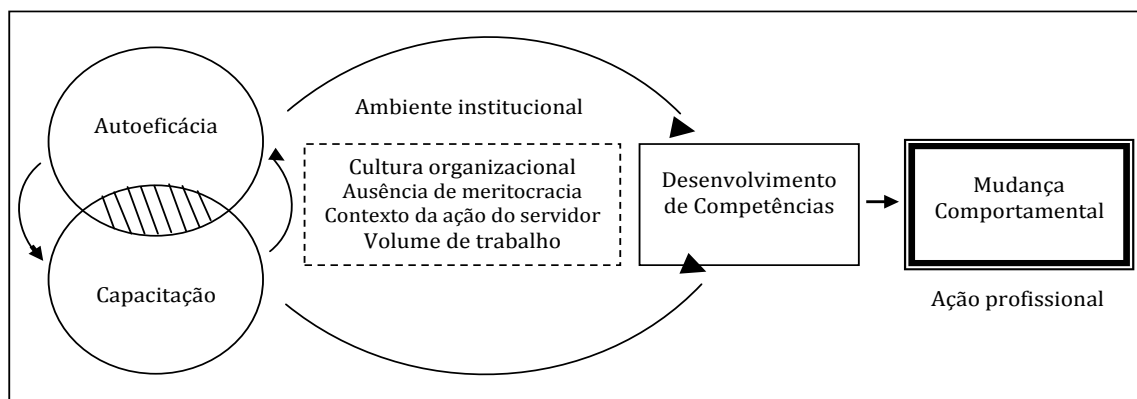 Autoeficácia
Capacitação
Ambiente institucional
Cultura organizacional
Ausência de meritocracia
Contexto da ação do servidor
Volume de trabalho
Desenvolvimento
de Competências
Mudança
Comportamental
Ação profissional